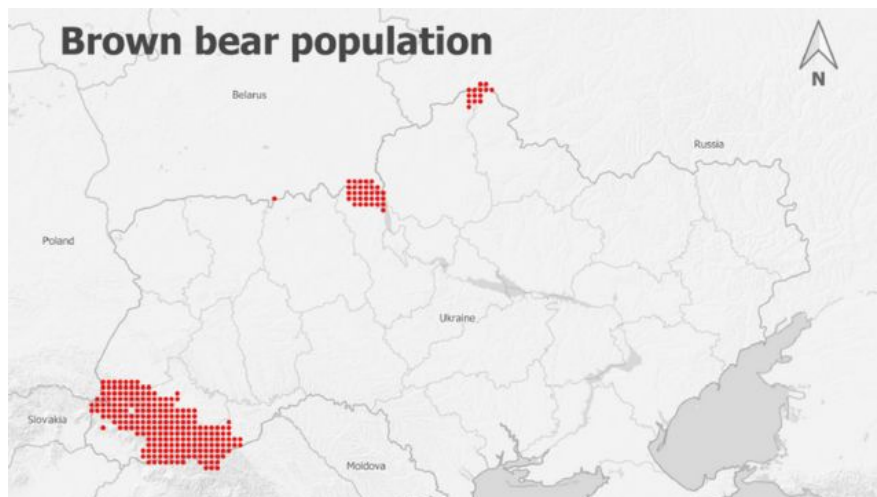 Brown bear population
N
Belarus
Russia
Poland
Ukraine
Slovakia
Moldova